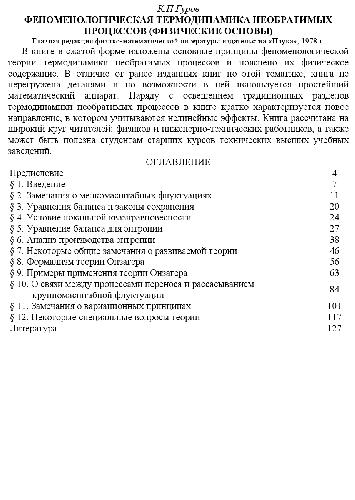 К.П.Гуров
ФЕНОМЕНОЛОГИЧЕСКАЯ ТЕРМОДИНАМИКА НЕОБРАТИМЫХ
ПРОЦЕССОВ (ФИЗИЧЕСКИЕ ОСНОВЫ)
Главная редакция физико-математической литературы издательства «Наука», 1978 г.
В книге в сжатой форме изложены основные принципы феноменологической
теории термодинамики необратимых процессов и пояснено их физическое
содержание. В отличие от ранее изданных книг по этой тематике, книга не
перегружена деталями и по возможности в ней используется простейший
математический аппарат. Наряду с освещением традиционных разделов
термодинамики необратимых процессов в книге кратко характеризуется новое
направление, в котором учитываются нелинейные эффекты. Книга рассчитана на
широкий круг читателей: физиков и инженерно-технических работников, а также
может быть полезна студентам старших курсов технических высших учебных
заведений.
ОГЛАВЛЕНИЕ
Предисловие 4
§ 1. Введение 7
§ 2. Замечания о мелкомасштабных флуктуациях 11
§ 3. Уравнения баланса и законы сохранения 20
§ 4. Условие локальной неравновесности 24
§ 5. Уравнение баланса для энтропии 27
§ 6. Анализ производства энтропии 38
§ 7. Некоторые общие замечания о развиваемой теории 46
§ 8. Формализм теории Онзагера 56
§ 9. Примеры применения теории Онзагера 63
§ 10. О связи между процессами переноса и рассасыванием
крупномасштабной флуктуации 84
§ 11. Замечания о вариационных принципах 101
§ 12. Некоторые специальные вопросы теории 117
Литература 127